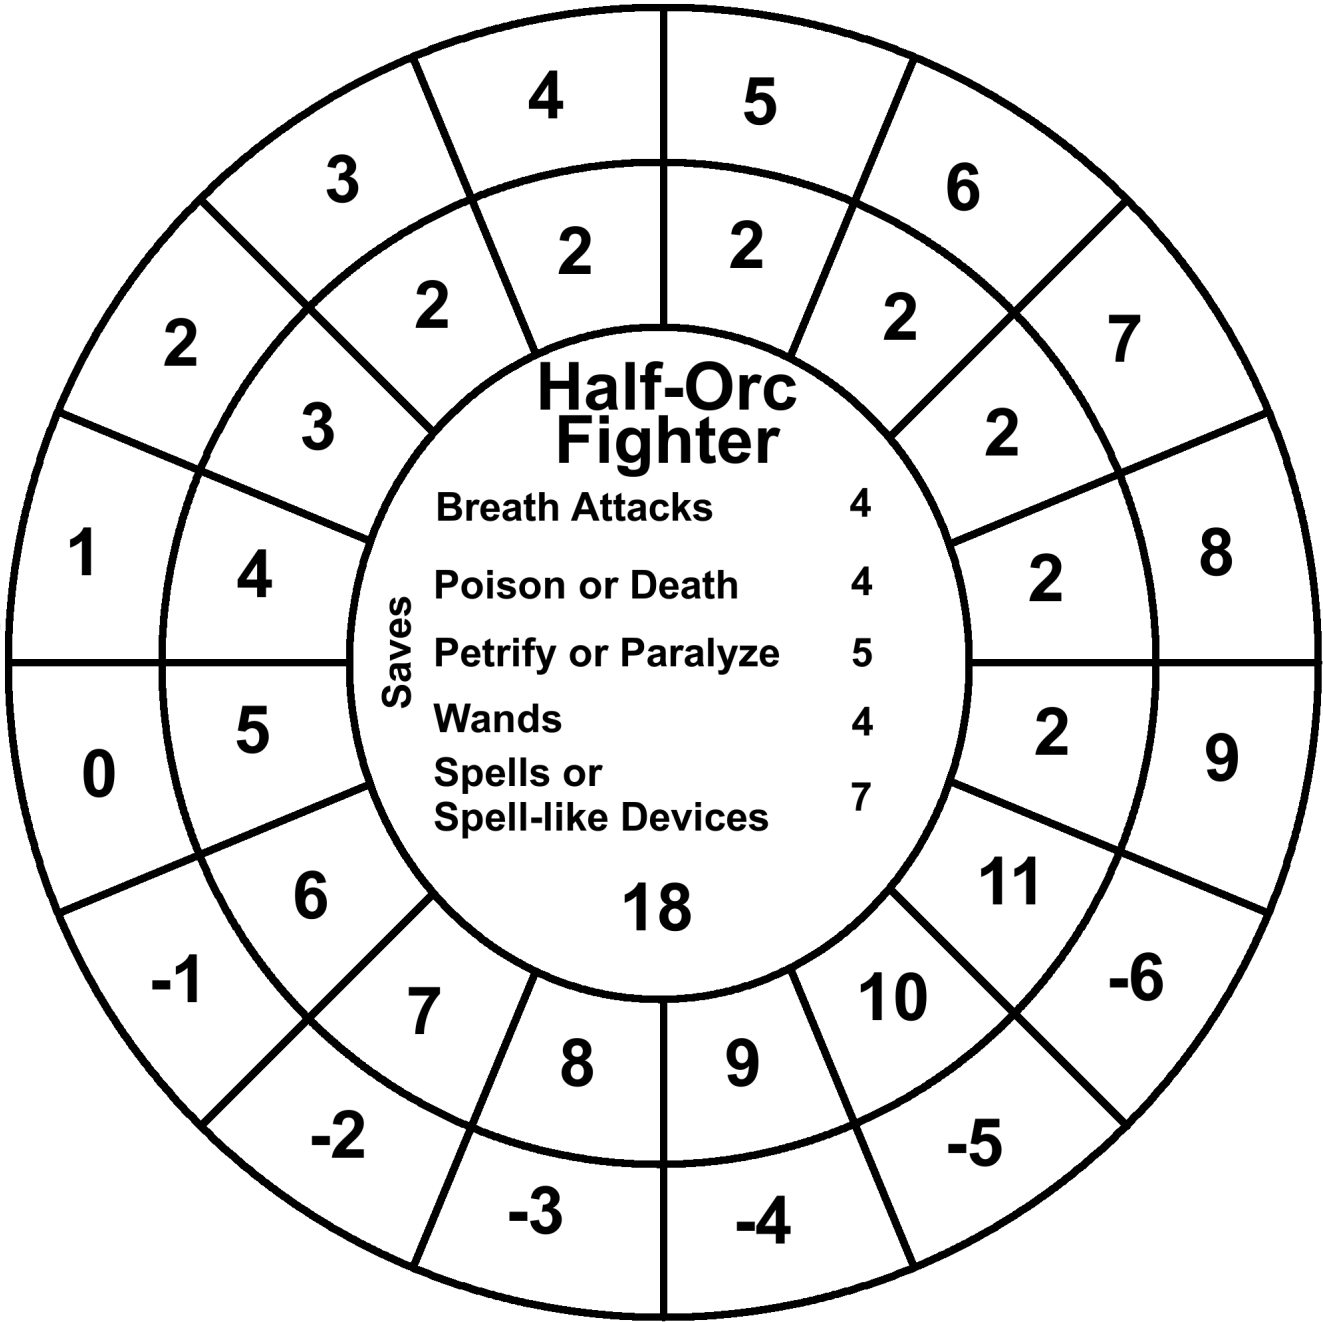 4 5
3 6
2 2
2 7
2 2
3 2
1 8
4 2
5 2
0 9
6 11
-1 -6
7 10
8 9
-2 -5
-3 -4
Half-Orc
Fighter
Saves
Breath Attacks 4
Poison or Death 4
Petrify or Paralyze 5
Wands 4
Spells or
Spell-like Devices 7
18